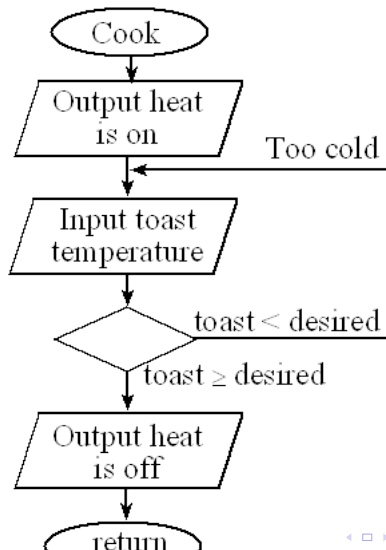 Cook
Output heat
is on
Too cold
Input toast
temperature
toast < desired
toast ≥ desired
Output heat
is off
return